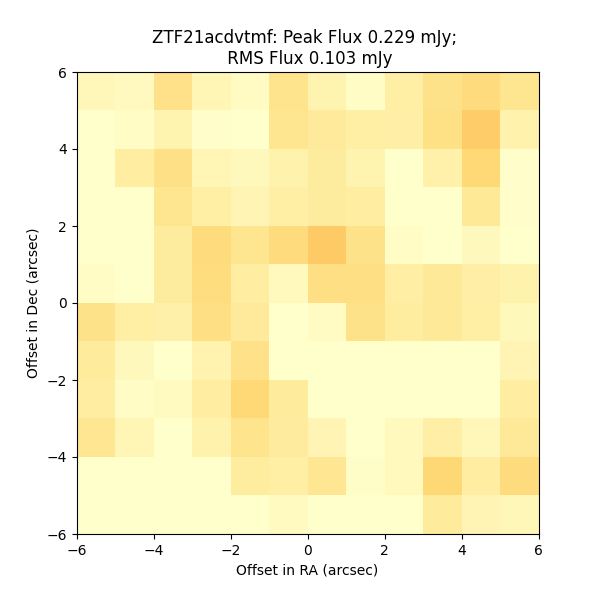 ZTF21acdvtmf: Peak Flux 0.229 mJy;
RMS Flux 0.103 mJy
6
4
2
0
−2
−4
−6
Offset in Dec (arcsec)
−6 −4 −2 0 2 4 6
Offset in RA (arcsec)